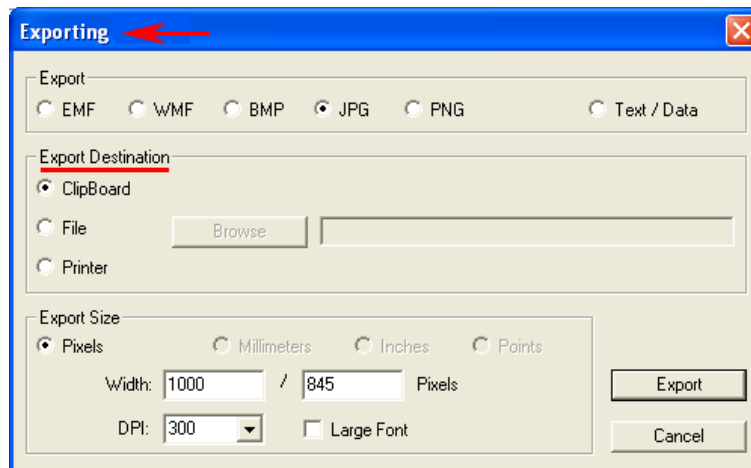 Exporting
Export
EMF WMF BMP JPG PNG Text / Data
Export Destination
ClipBoard
File Browse
Printer
Export Size
Pixels Millimeters Inches Points
Width: 1000 / 845 Pixels Export
DPI: 300 Large Font Cancel